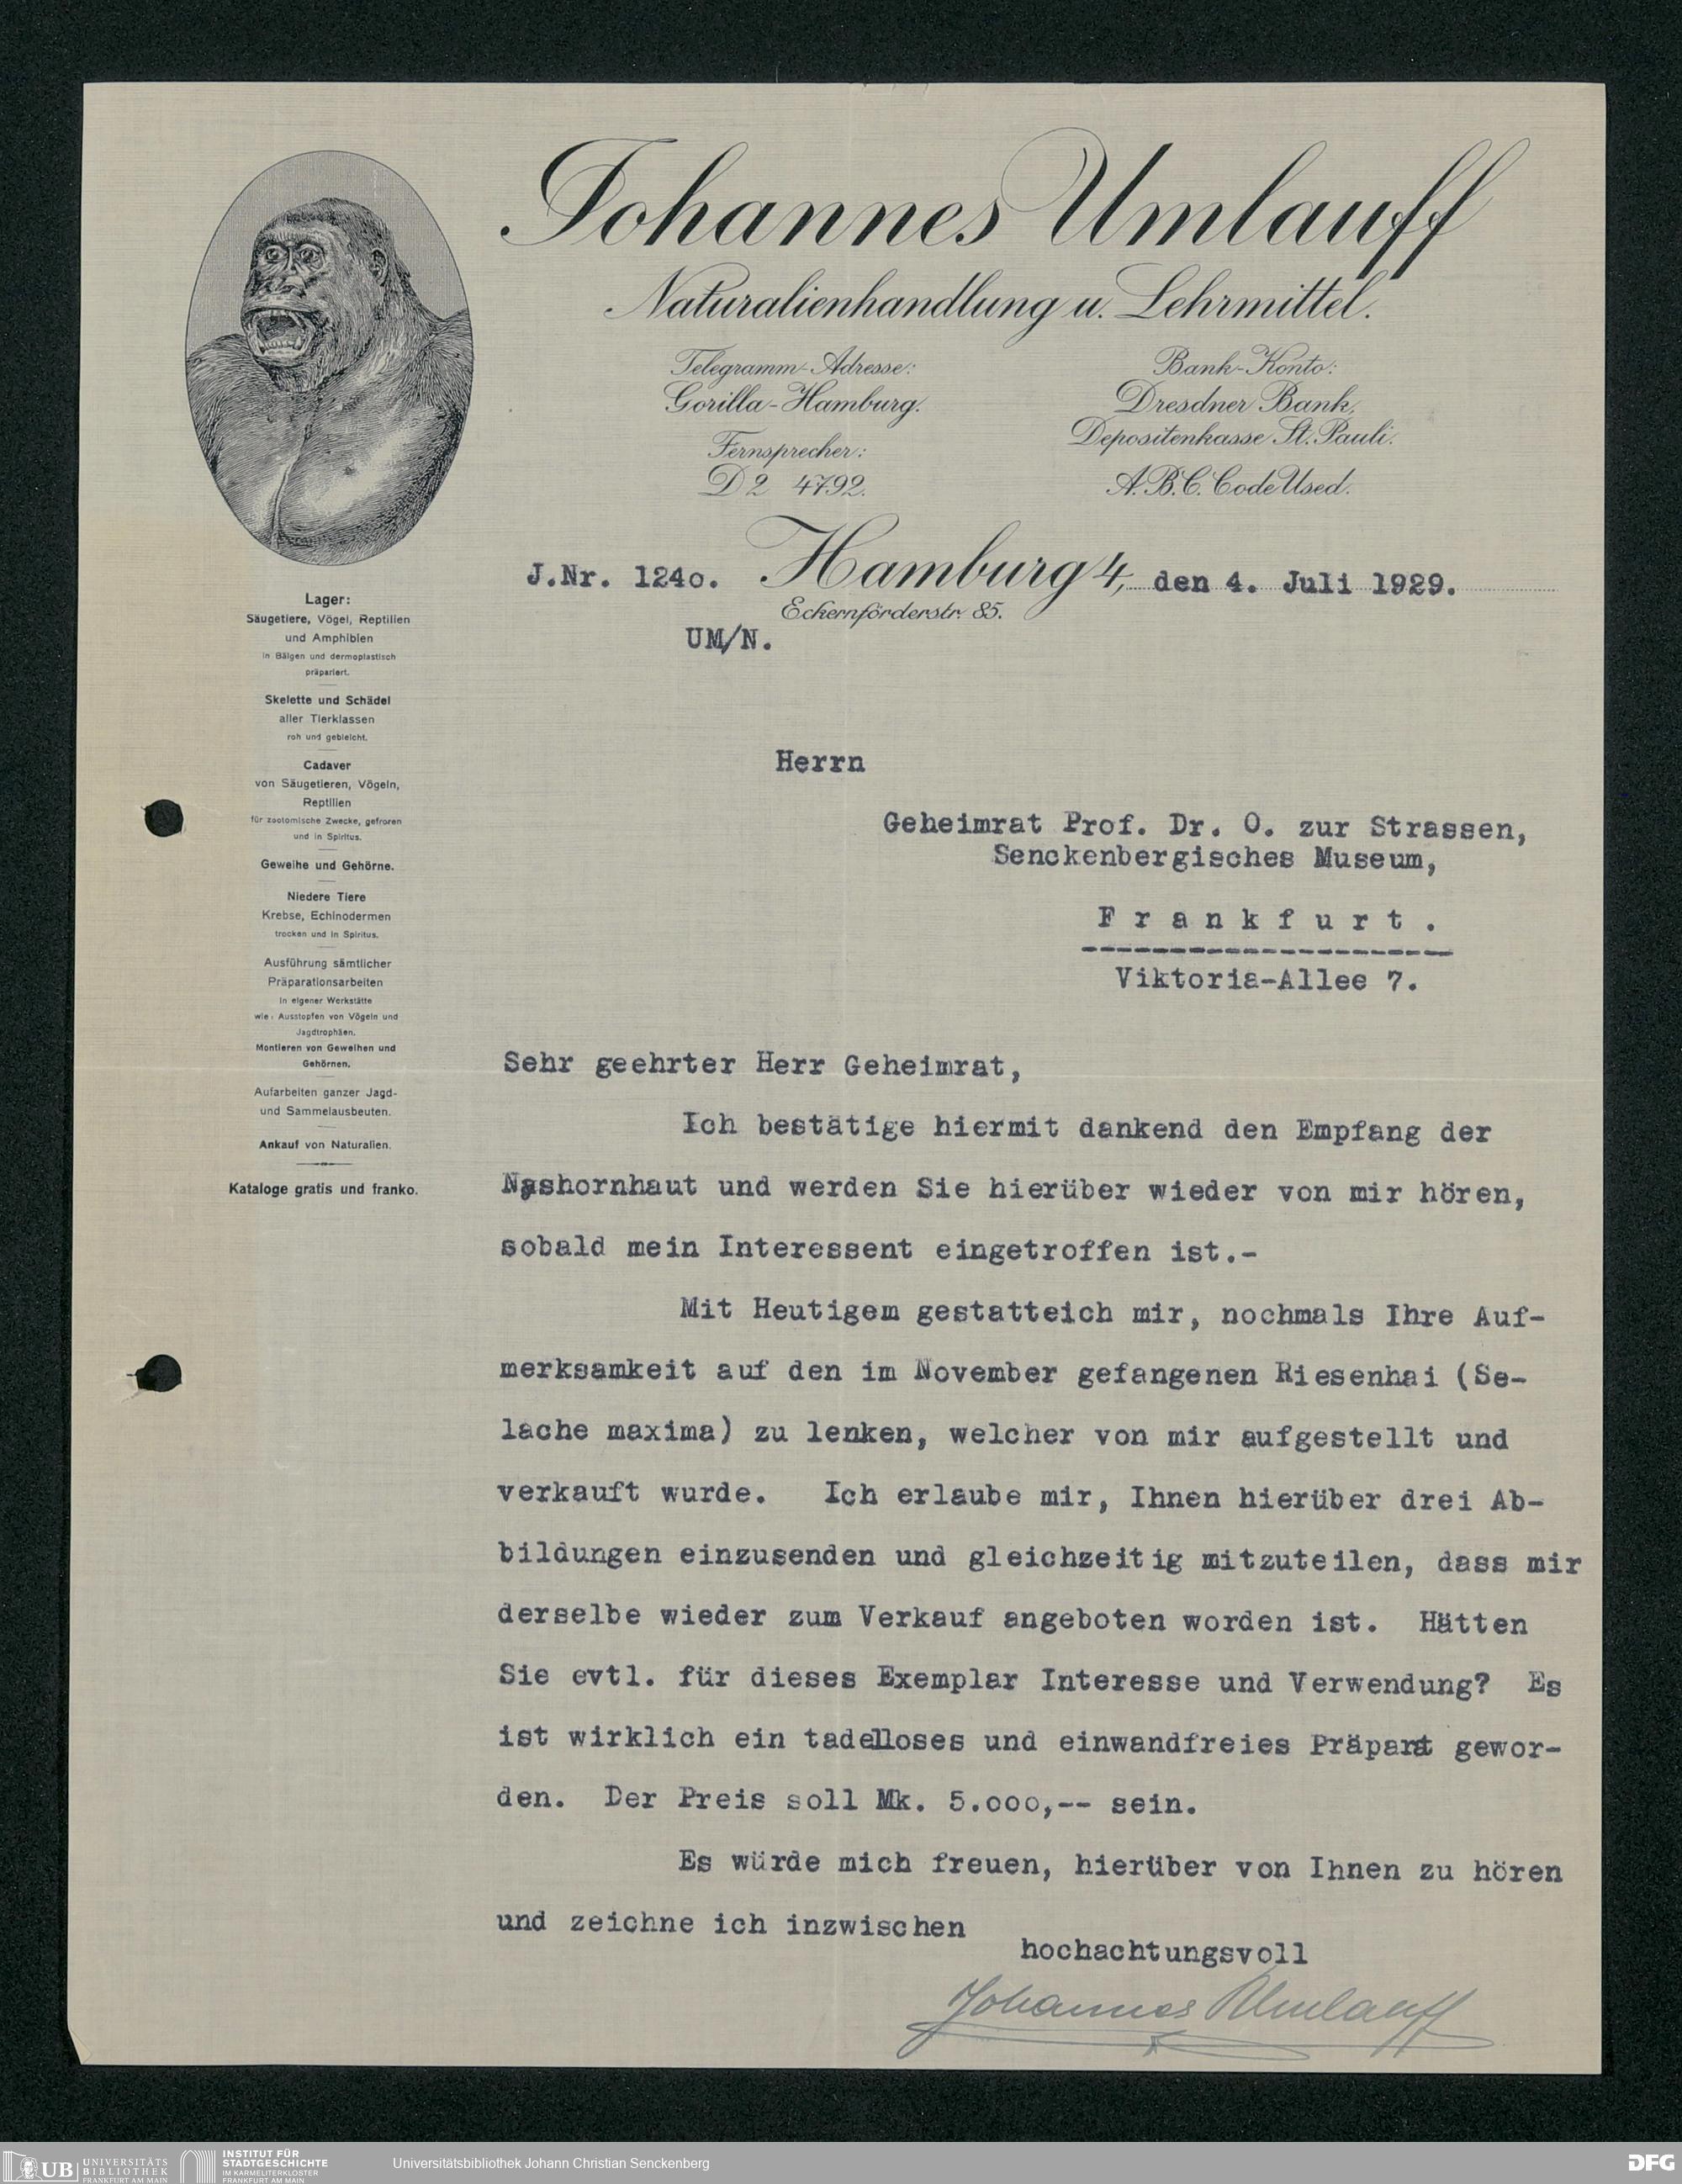 Johannes Umlauff
Naturalienhandlung u. Lehrmittel.
Telegramm-Adresse:
Gorilla-Hamburg.
Fernsprecher:
D 2 4792.
Bank-Konto:
Dresdner Bank,
Depositenkasse St. Pauli.
A.B.C. Code Used.
J.Nr. 124o. Hamburg 4, den 4. Juli 1929.
Eckernförderstr. 85.
UM/N.
Lager:
Säugetiere, Vögel, Reptilien
und Amphibien
in Bälgen und dermoplastisch
präpariert.
Skelette und Schädel
aller Tierklassen
roh und gebleicht.
Cadaver
von Säugetieren, Vögeln,
Reptilien
für zootomische Zwecke, gefroren
und in Spiritus.
Geweihe und Gehörne.
Niedere Tiere
Krebse, Echinodermen
trocken und in Spiritus.
Ausführung sämtlicher
Präparationsarbeiten
in eigener Werkstätte
wie: Ausstopfen von Vögeln und
Jagdtrophäen.
Montieren von Geweihen und
Gehörnen.
Aufarbeiten ganzer Jagd-
und Sammelausbeuten.
Ankauf von Naturalien.
Kataloge gratis und franko.
Herrn
Geheimrat Prof. Dr. O. zur Strassen,
Senckenbergisches Museum,
F r a n k f u r t .
Viktoria-Allee 7.
Sehr geehrter Herr Geheimrat,
Ich bestätige hiermit dankend den Empfang der
Nashornhaut und werden Sie hierüber wieder von mir hören,
sobald mein Interessent eingetroffen ist.-
Mit Heutigem gestatteich mir, nochmals Ihre Auf-
merksamkeit auf den im November gefangenen Riesenhai (Se-
lache maxima) zu lenken, welcher von mir aufgestellt und
verkauft wurde. Ich erlaube mir, Ihnen hierüber drei Ab-
bildungen einzusenden und gleichzeitig mitzuteilen, dass mir
derselbe wieder zum Verkauf angeboten worden ist. Hätten
Sie evtl. für dieses Exemplar Interesse und Verwendung? Es
ist wirklich ein tadelloses und einwandfreies Präparat gewor-
den. Der Preis soll Mk. 5.ooo,-- sein.
Es würde mich freuen, hierüber von Ihnen zu hören
und zeichne ich inzwischen
hochachtungsvoll
Johannes Umlauff
UB UNIVERSITÄTS
BIBLIOTHEK
FRANKFURT AM MAIN
INSTITUT FÜR
STADTGESCHICHTE
IM KARMELITERKLOSTER
FRANKFURT AM MAIN
Universitätsbibliothek Johann Christian Senckenberg
DFG